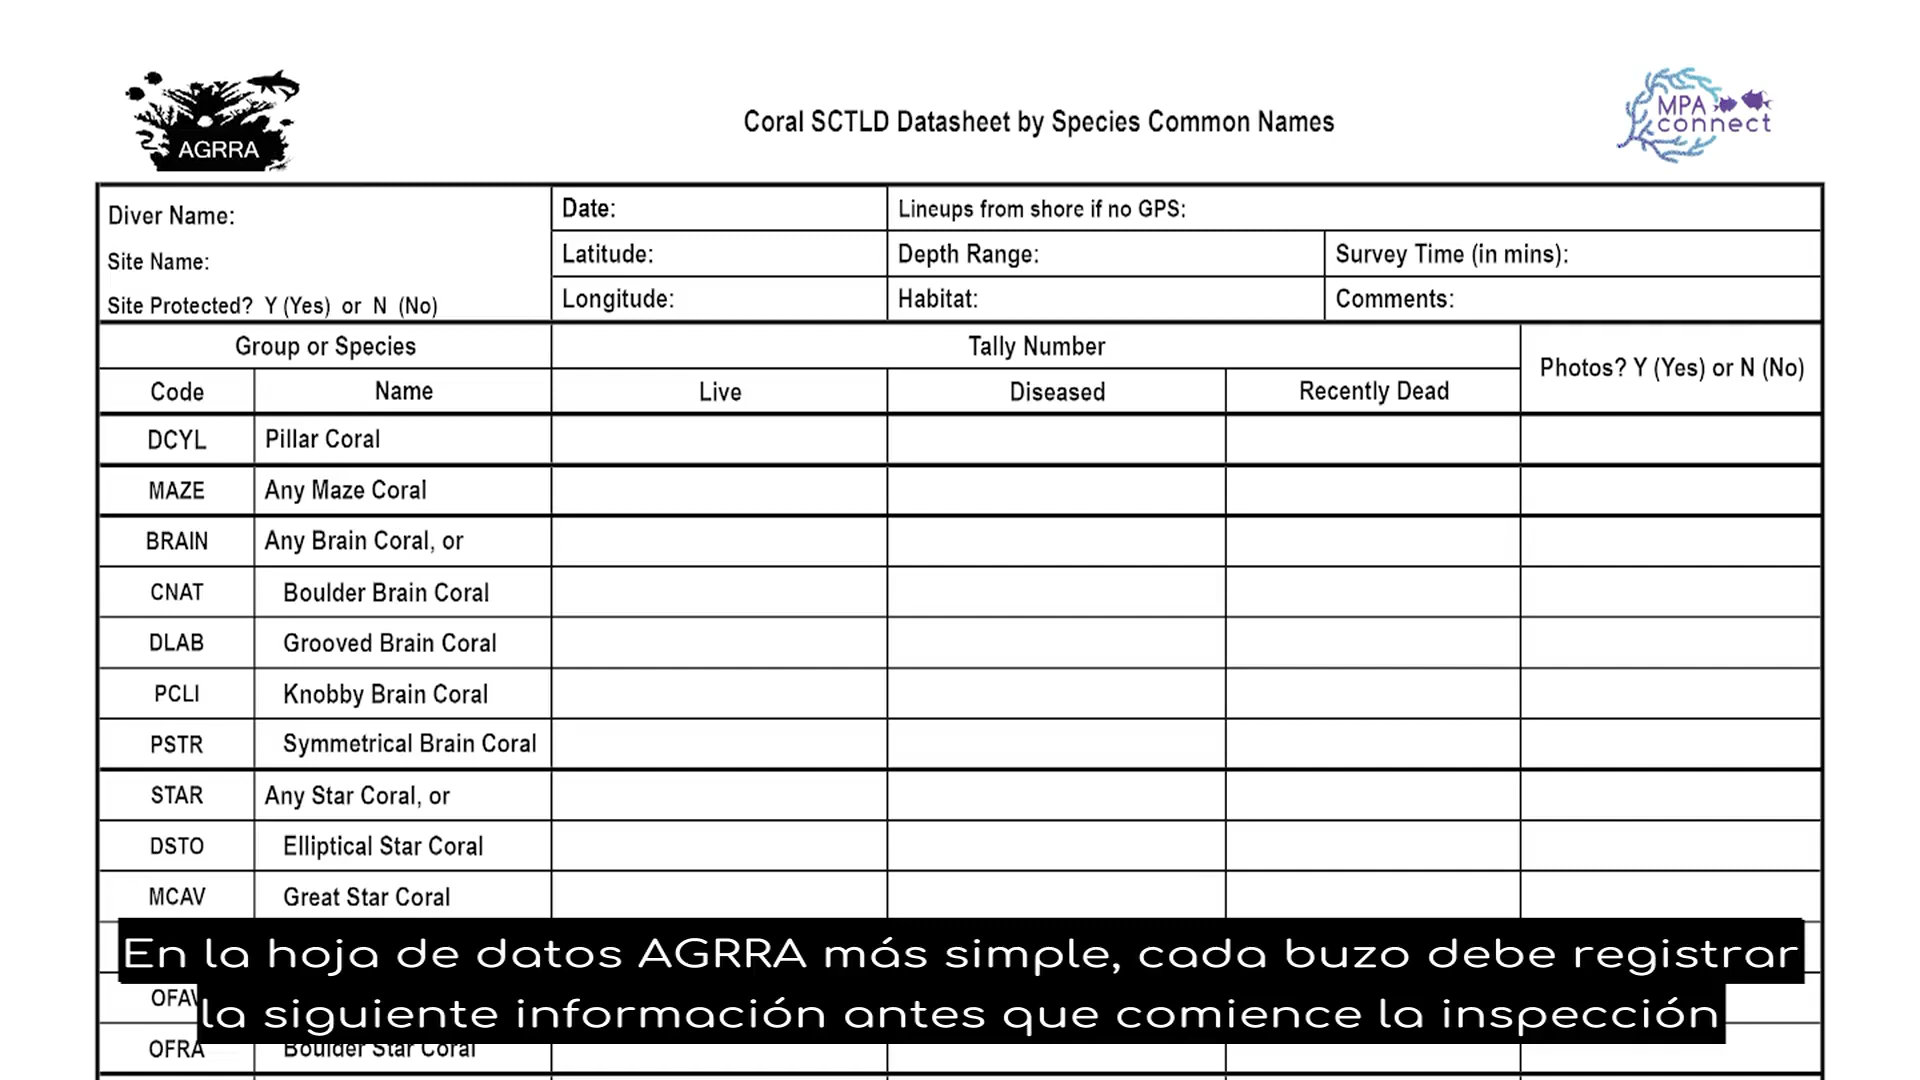 AGRRA
Coral SCTLD Datasheet by Species Common Names
MPA
connect
Diver Name:
Date:
Lineups from shore if no GPS:
Site Name:
Latitude:
Depth Range:
Survey Time (in mins):
Site Protected? Y (Yes) or N (No)
Longitude:
Habitat:
Comments:
Group or Species
Tally Number
Photos? Y (Yes) or N (No)
Code
Name
Live
Diseased
Recently Dead
DCYL Pillar Coral
MAZE Any Maze Coral
BRAIN Any Brain Coral, or
CNAT Boulder Brain Coral
DLAB Grooved Brain Coral
PCLI Knobby Brain Coral
PSTR Symmetrical Brain Coral
STAR Any Star Coral, or
DSTO Elliptical Star Coral
MCAV Great Star Coral
En la hoja de datos AGRRA más simple, cada buzo debe registrar
la siguiente información antes que comience la inspección
OFRA Boulder Star Coral